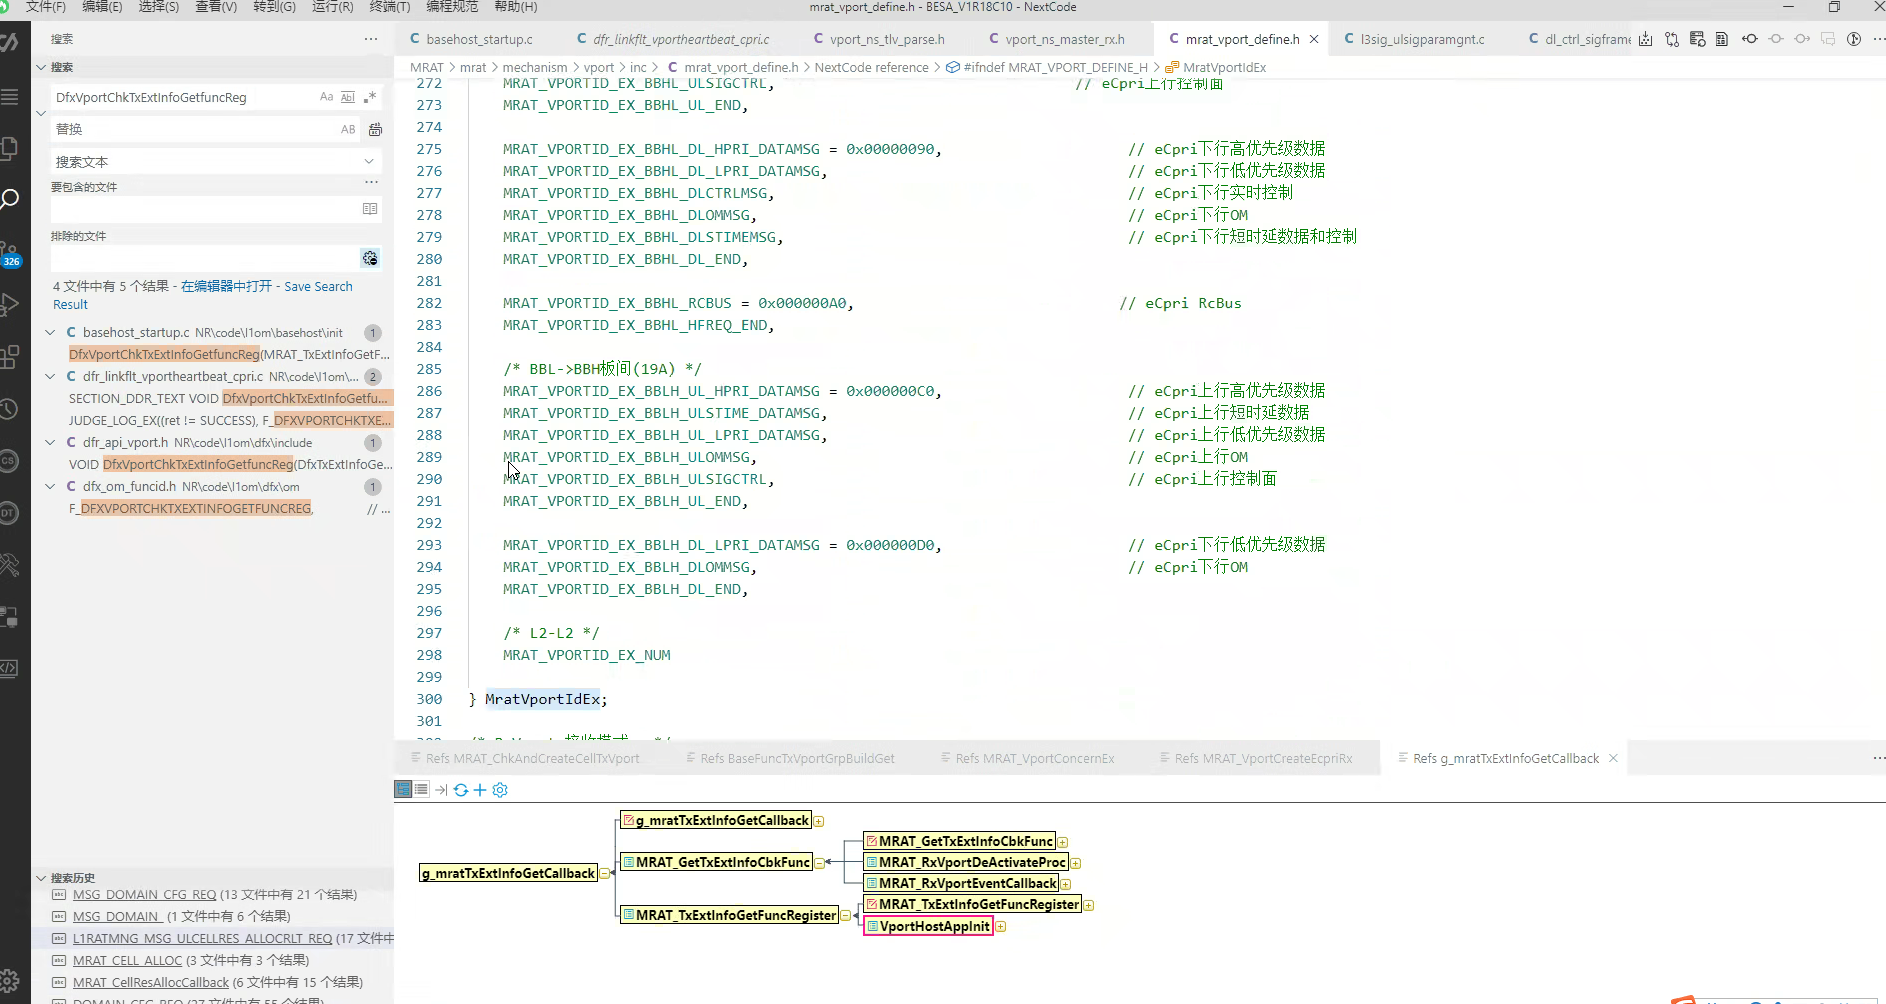 文件(F) 编辑(E) 选择(S) 查看(V) 转到(G) 运行(R) 终端(T) 编程规范 帮助(H)
mrat_vport_define.h - BESA_V1R18C10 - NextCode
搜索
搜索
DfxVportChkTxExtInfoGetfuncReg
替换
搜索文本
要包含的文件
排除的文件
326
4 文件中有 5 个结果 - 在编辑器中打开 - Save Search
Result
C basehost_startup.c NR\code\l1om\basehost\init 1
DfxVportChkTxExtInfoGetfuncReg(MRAT_TxExtInfoGetF...
C dfr_linkflt_vportheartbeat_cpri.c NR\code\l1om\... 2
SECTION_DDR_TEXT VOID DfxVportChkTxExtInfoGetfu...
JUDGE_LOG_EX((ret != SUCCESS), F_DFXVPORTCHKTXE...
C dfr_api_vport.h NR\code\l1om\dfx\include 1
VOID DfxVportChkTxExtInfoGetfuncReg(DfxTxExtInfoGe...
C dfx_om_funcid.h NR\code\l1om\dfx\om 1
F_DFXVPORTCHKTXEXTINFOGETFUNCREG, // ...
搜索历史
MSG_DOMAIN_CFG_REQ (13 文件中有 21 个结果)
MSG_DOMAIN_ (1 文件中有 6 个结果)
L1RATMNG_MSG_ULCELLRES_ALLOCRLT_REQ (17 文件中
MRAT_CELL_ALLOC (3 文件中有 3 个结果)
MRAT_CellResAllocCallback (6 文件中有 15 个结果)
DOMAIN_CFG_REQ (27 文件中有 55 个结果)
C basehost_startup.c C dfr_linkflt_vportheartbeat_cpri.c C vport_ns_tlv_parse.h C vport_ns_master_rx.h C mrat_vport_define.h C l3sig_ulsigparamgnt.c C dl_ctrl_sigframe
MRAT > mrat > mechanism > vport > inc > C mrat_vport_define.h > NextCode reference > #ifndef MRAT_VPORT_DEFINE_H > MratVportIdEx
272 MRAT_VPORTID_EX_BBHL_ULSIGCTRL, // eCpri上行控制面
273 MRAT_VPORTID_EX_BBHL_UL_END,
274
275 MRAT_VPORTID_EX_BBHL_DL_HPRI_DATAMSG = 0x00000090, // eCpri下行高优先级数据
276 MRAT_VPORTID_EX_BBHL_DL_LPRI_DATAMSG, // eCpri下行低优先级数据
277 MRAT_VPORTID_EX_BBHL_DLCTRLMSG, // eCpri下行实时控制
278 MRAT_VPORTID_EX_BBHL_DLOMMSG, // eCpri下行OM
279 MRAT_VPORTID_EX_BBHL_DLSTIMEMSG, // eCpri下行短时延数据和控制
280 MRAT_VPORTID_EX_BBHL_DL_END,
281
282 MRAT_VPORTID_EX_BBHL_RCBUS = 0x000000A0, // eCpri RcBus
283 MRAT_VPORTID_EX_BBHL_HFREQ_END,
284
285 /* BBL->BBH板间(19A) */
286 MRAT_VPORTID_EX_BBLH_UL_HPRI_DATAMSG = 0x000000C0, // eCpri上行高优先级数据
287 MRAT_VPORTID_EX_BBLH_ULSTIME_DATAMSG, // eCpri上行短时延数据
288 MRAT_VPORTID_EX_BBLH_UL_LPRI_DATAMSG, // eCpri上行低优先级数据
289 MRAT_VPORTID_EX_BBLH_ULOMMSG, // eCpri上行OM
290 MRAT_VPORTID_EX_BBLH_ULSIGCTRL, // eCpri上行控制面
291 MRAT_VPORTID_EX_BBLH_UL_END,
292
293 MRAT_VPORTID_EX_BBLH_DL_LPRI_DATAMSG = 0x000000D0, // eCpri下行低优先级数据
294 MRAT_VPORTID_EX_BBLH_DLOMMSG, // eCpri下行OM
295 MRAT_VPORTID_EX_BBLH_DL_END,
296
297 /* L2-L2 */
298 MRAT_VPORTID_EX_NUM
299
300 } MratVportIdEx;
301
Refs MRAT_ChkAndCreateCellTxVport Refs BaseFuncTxVportGrpBuildGet Refs MRAT_VportConcernEx Refs MRAT_VportCreateEcpriRx Refs g_mratTxExtInfoGetCallback
g_mratTxExtInfoGetCallback
g_mratTxExtInfoGetCallback
MRAT_GetTxExtInfoCbkFunc
MRAT_TxExtInfoGetFuncRegister
MRAT_GetTxExtInfoCbkFunc
MRAT_RxVportDeActivateProc
MRAT_RxVportEventCallback
MRAT_TxExtInfoGetFuncRegister
VportHostAppInit